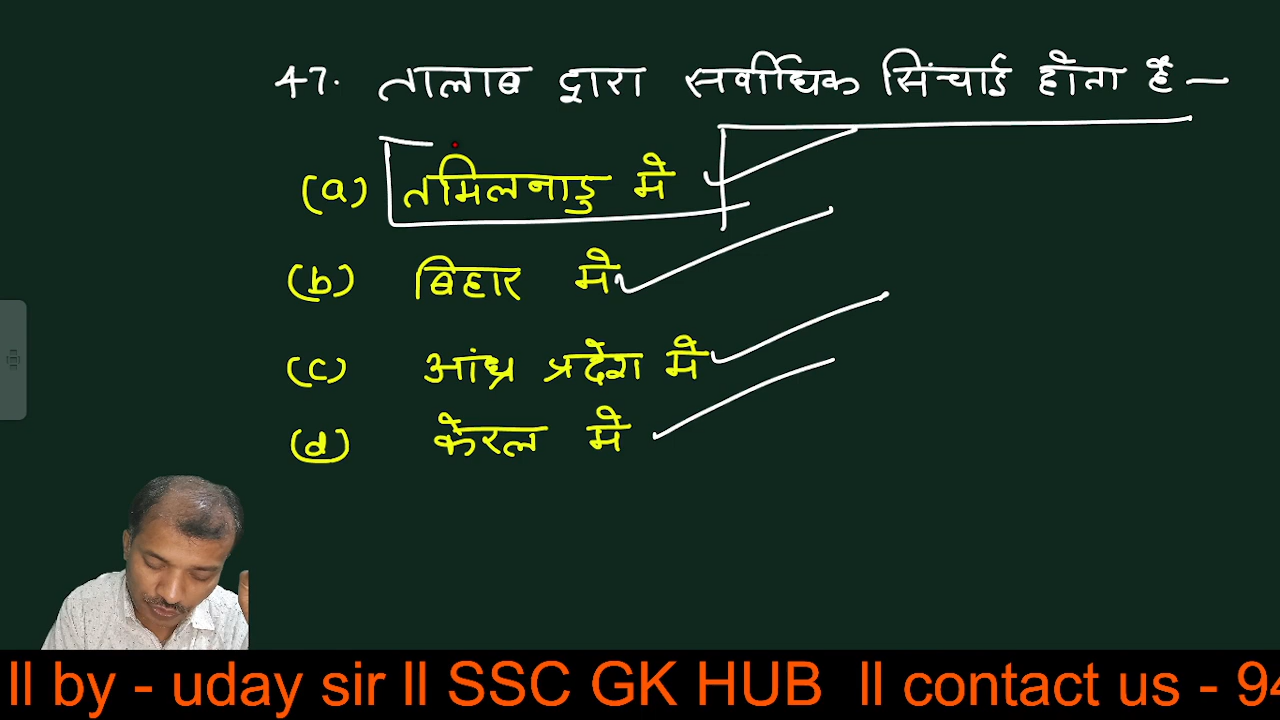 47. तालाब द्वारा सर्वाधिक सिंचाई होता है —
(a) तमिलनाडु में
(b) बिहार में
(c) आंध्र प्रदेश में
(d) केरल में
ll by - uday sir ll SSC GK HUB ll contact us - 94